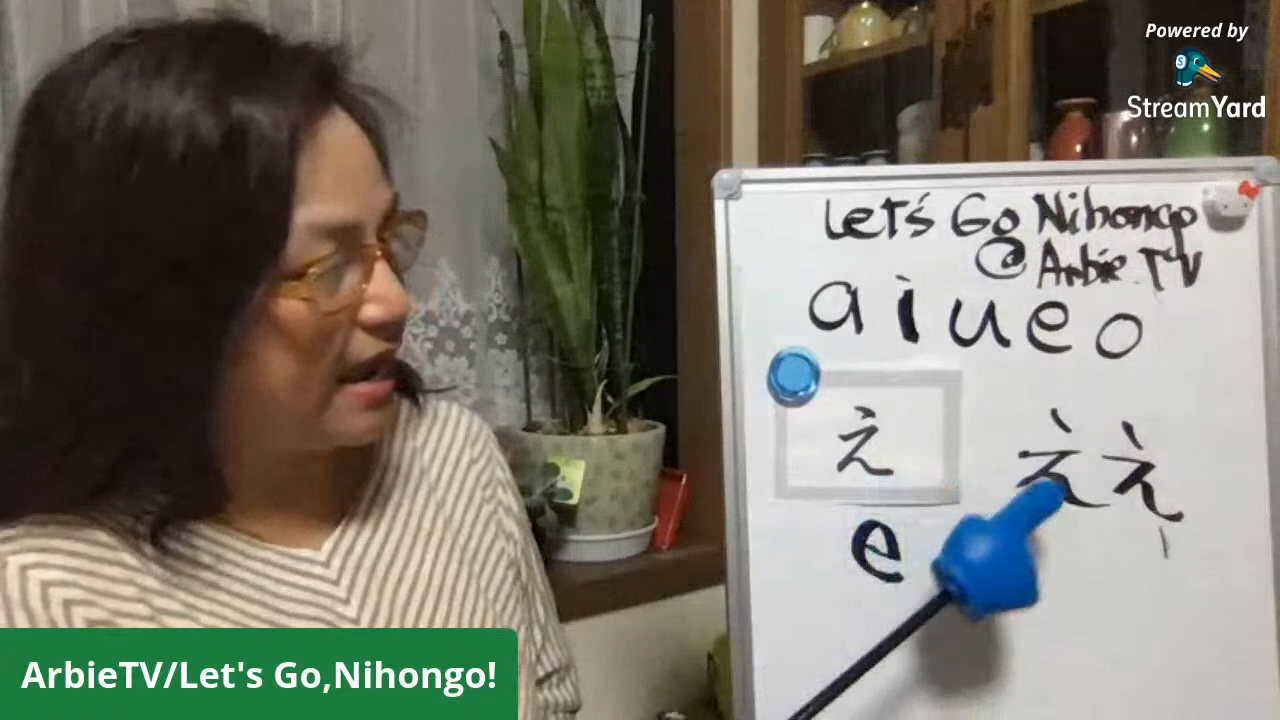 Powered by
StreamYard
Let's Go Nihongo
@ Arbie TV
a i u e o
え
ええ
e
ArbieTV/Let's Go,Nihongo!